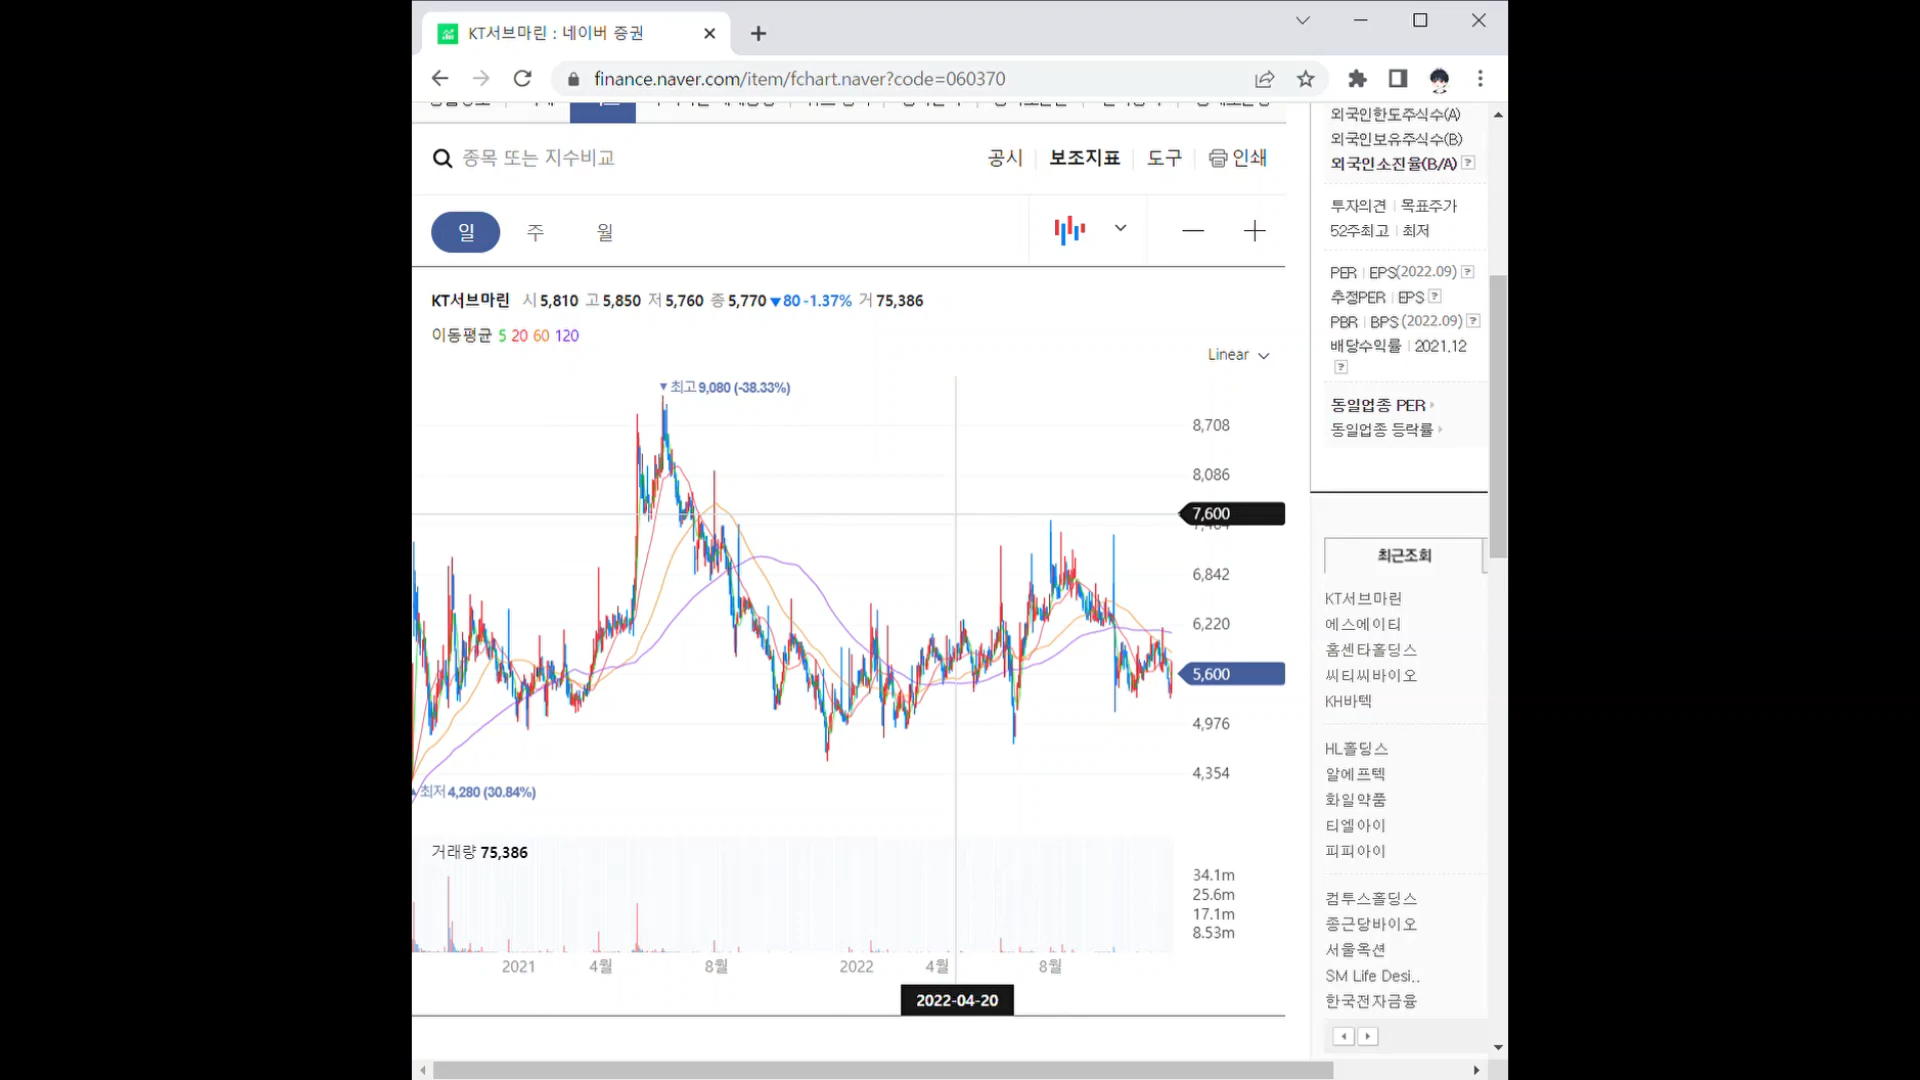 KT서브마린 : 네이버 증권
finance.naver.com/item/fchart.naver?code=060370
종목 또는 지수비교
공시 보조지표 도구 인쇄
일 주 월
KT서브마린 시 5,810 고 5,850 저 5,760 종 5,770 ▼80 -1.37% 거 75,386
이동평균 5 20 60 120
Linear
▼최고 9,080 (-38.33%)
8,708
8,086
7,600
6,842
6,220
5,600
4,976
4,354
▲최저 4,280 (30.84%)
거래량 75,386
34.1m
25.6m
17.1m
8.53m
2021 4월 8월 2022 4월 8월
2022-04-20
외국인한도주식수(A)
외국인보유주식수(B)
외국인소진율(B/A) ?
투자의견 | 목표주가
52주최고 | 최저
PER | EPS(2022.09) ?
추정PER | EPS ?
PBR | BPS (2022.09) ?
배당수익률 | 2021.12
?
동일업종 PER
동일업종 등락률
최근조회
KT서브마린
에스에이티
홈센타홀딩스
씨티씨바이오
KH바텍
HL홀딩스
알에프텍
화일약품
티엘아이
피피아이
컴투스홀딩스
종근당바이오
서울옥션
SM Life Desi..
한국전자금융